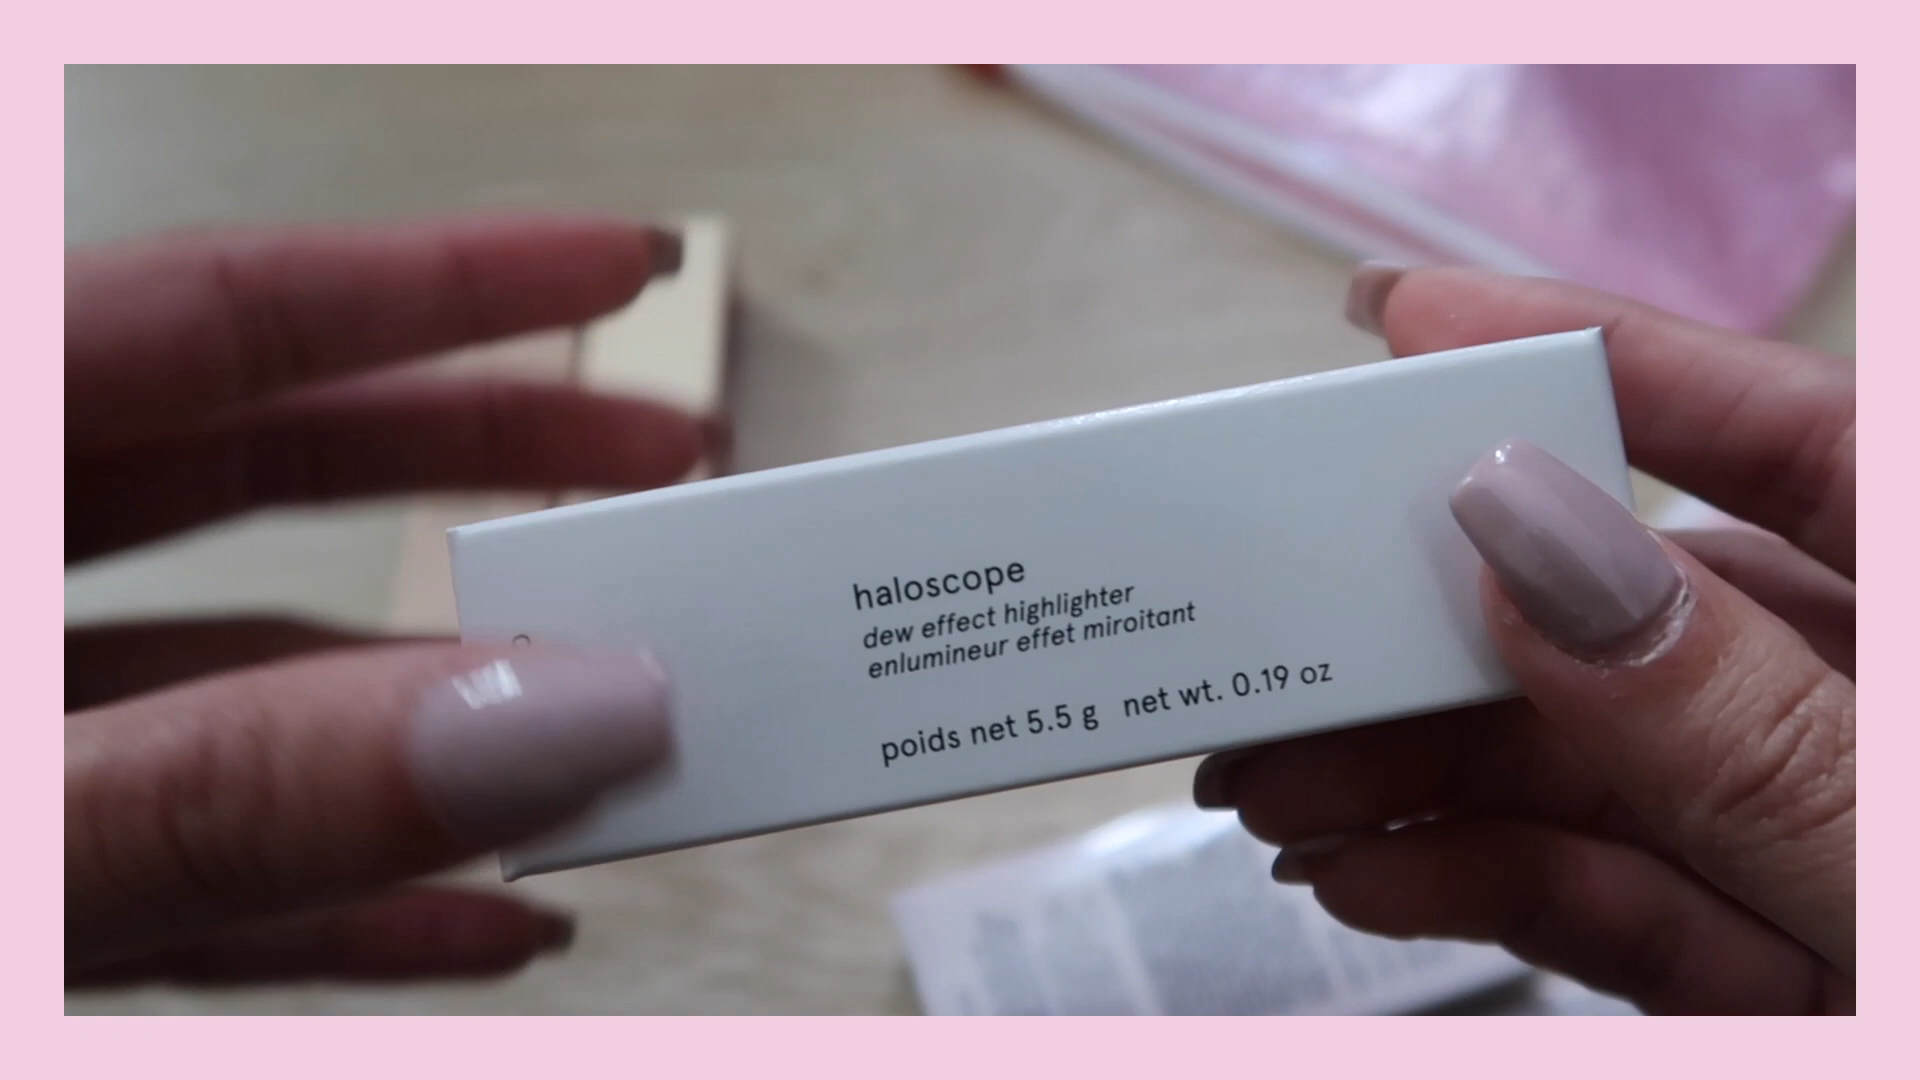 haloscope
dew effect highlighter
enlumineur effet miroitant
poids net 5.5 g net wt. 0.19 oz